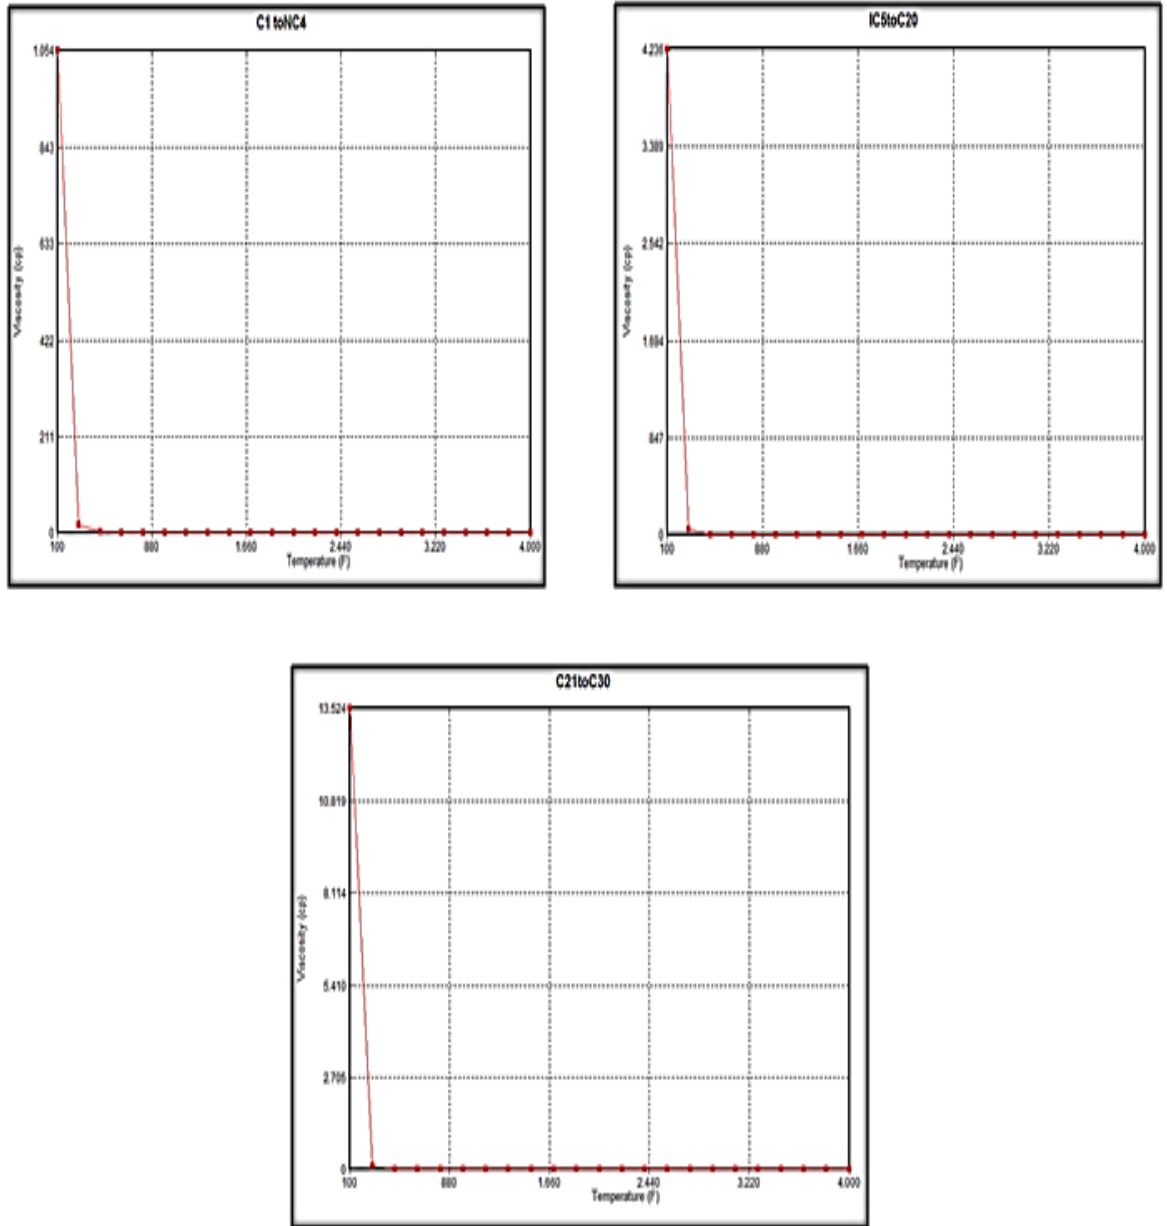 C1 toNC4
1.054
843
633
422
211
0
Viscosity (cp)
100 880 1.660 2.440 3.220 4.000
Temperature (F)
IC5toC20
4.236
3.389
2.542
1.694
847
0
Viscosity (cp)
100 880 1.660 2.440 3.220 4.000
Temperature (F)
C21toC30
13.524
10.819
8.114
5.410
2.705
0
Viscosity (cp)
100 880 1.660 2.440 3.220 4.000
Temperature (F)